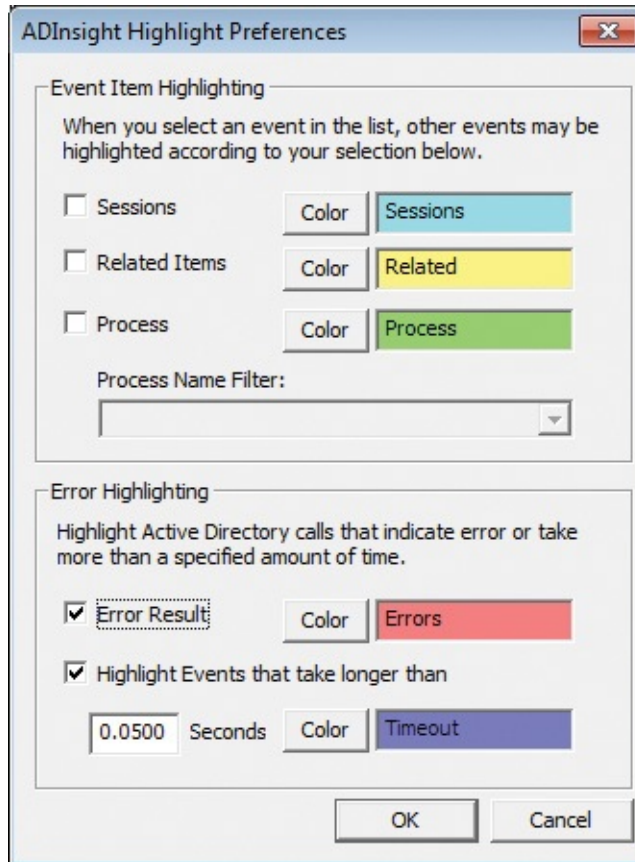 ADInsight Highlight Preferences
Event Item Highlighting
When you select an event in the list, other events may be
highlighted according to your selection below.
Sessions Color Sessions
Related Items Color Related
Process Color Process
Process Name Filter:
Error Highlighting
Highlight Active Directory calls that indicate error or take
more than a specified amount of time.
Error Result Color Errors
Highlight Events that take longer than
0.0500 Seconds Color Timeout
OK Cancel